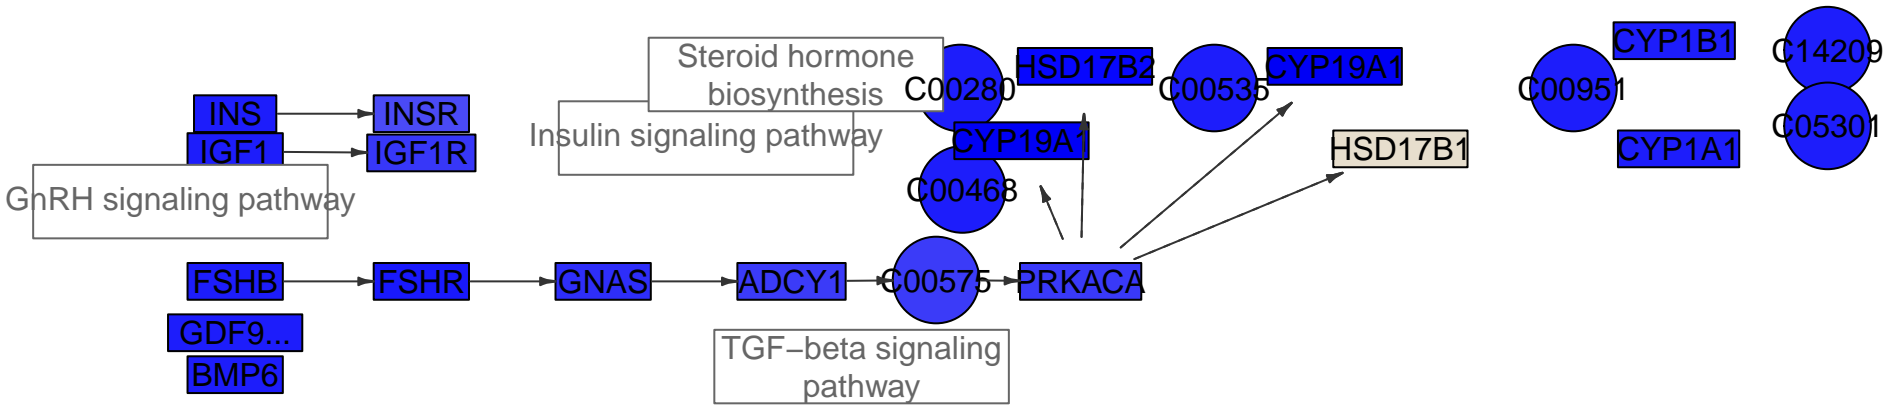 Steroid hormone
biosynthesis
C00280
HSD17B2
C00535
CYP19A1
C00951
CYP1B1
C14209
INS
INSR
Insulin signaling pathway
CYP19A1
HSD17B1
CYP1A1
C05301
IGF1
IGF1R
GnRH signaling pathway
C00468
FSHB
FSHR
GNAS
ADCY1
C00575
PRKACA
GDF9...
BMP6
TGF−beta signaling
pathway